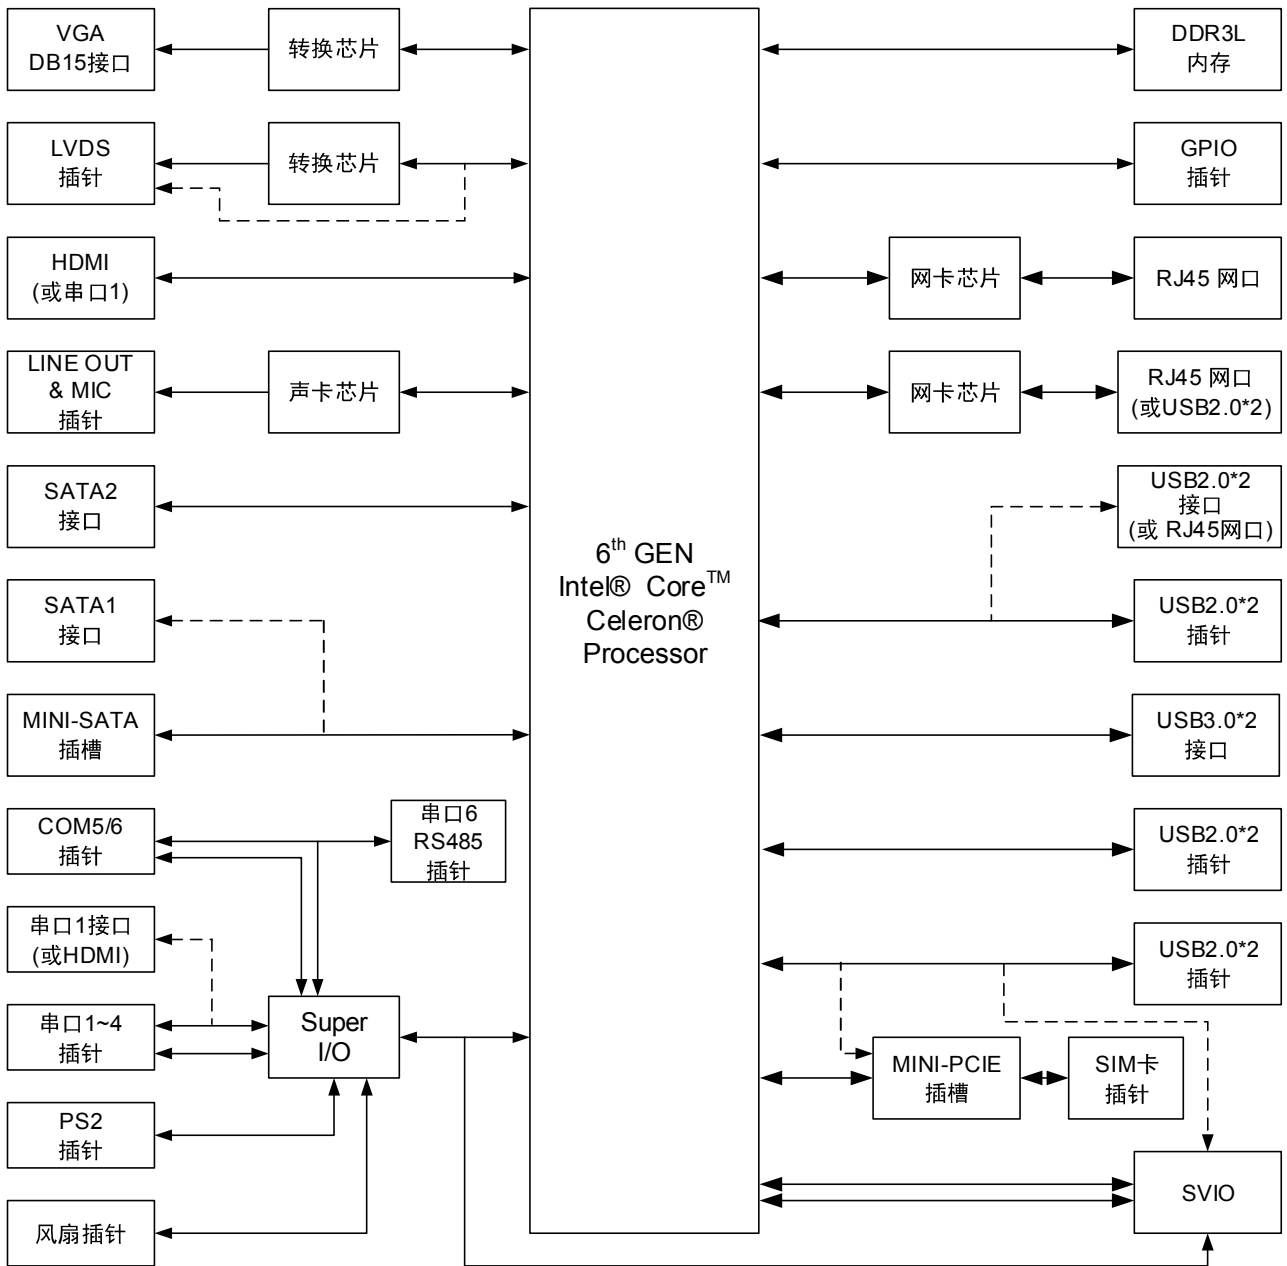 VGA
DB15接口
转换芯片
LVDS
插针
转换芯片
HDMI
(或串口1)
LINE OUT
& MIC
插针
声卡芯片
SATA2
接口
SATA1
接口
MINI-SATA
插槽
COM5/6
插针
串口6
RS485
插针
串口1接口
(或HDMI)
串口1~4
插针
Super
I/O
PS2
插针
风扇插针
6th GEN
Intel® Core™
Celeron®
Processor
DDR3L
内存
GPIO
插针
网卡芯片
RJ45 网口
网卡芯片
RJ45 网口
(或USB2.0*2)
USB2.0*2
接口
(或 RJ45网口)
USB2.0*2
插针
USB3.0*2
接口
USB2.0*2
插针
USB2.0*2
插针
MINI-PCIE
插槽
SIM卡
插针
SVIO